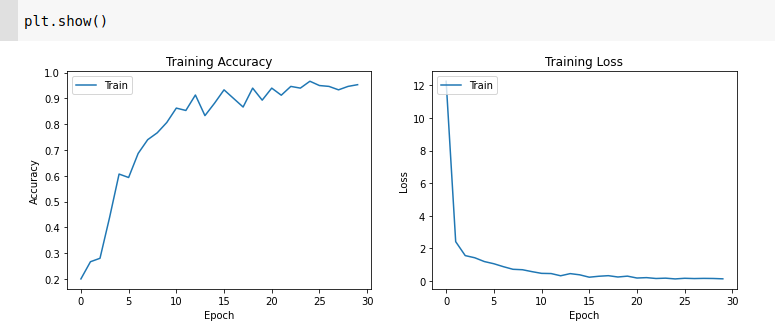 plt.show()
Training Accuracy
Train
1.0
0.9
0.8
0.7
0.6
0.5
0.4
0.3
0.2
Accuracy
0 5 10 15 20 25 30
Epoch
Training Loss
Train
12
10
8
6
4
2
0
Loss
0 5 10 15 20 25 30
Epoch